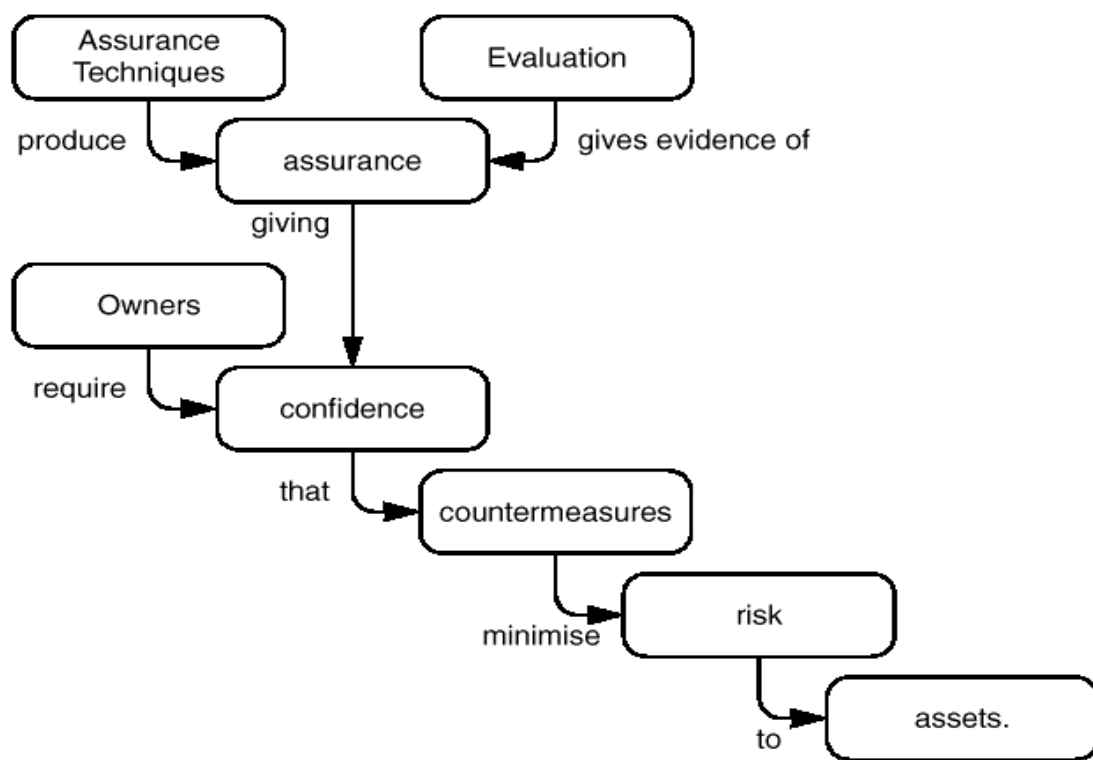 Assurance
Techniques
Evaluation
produce
gives evidence of
assurance
giving
Owners
require
confidence
that
countermeasures
minimise
risk
to
assets.